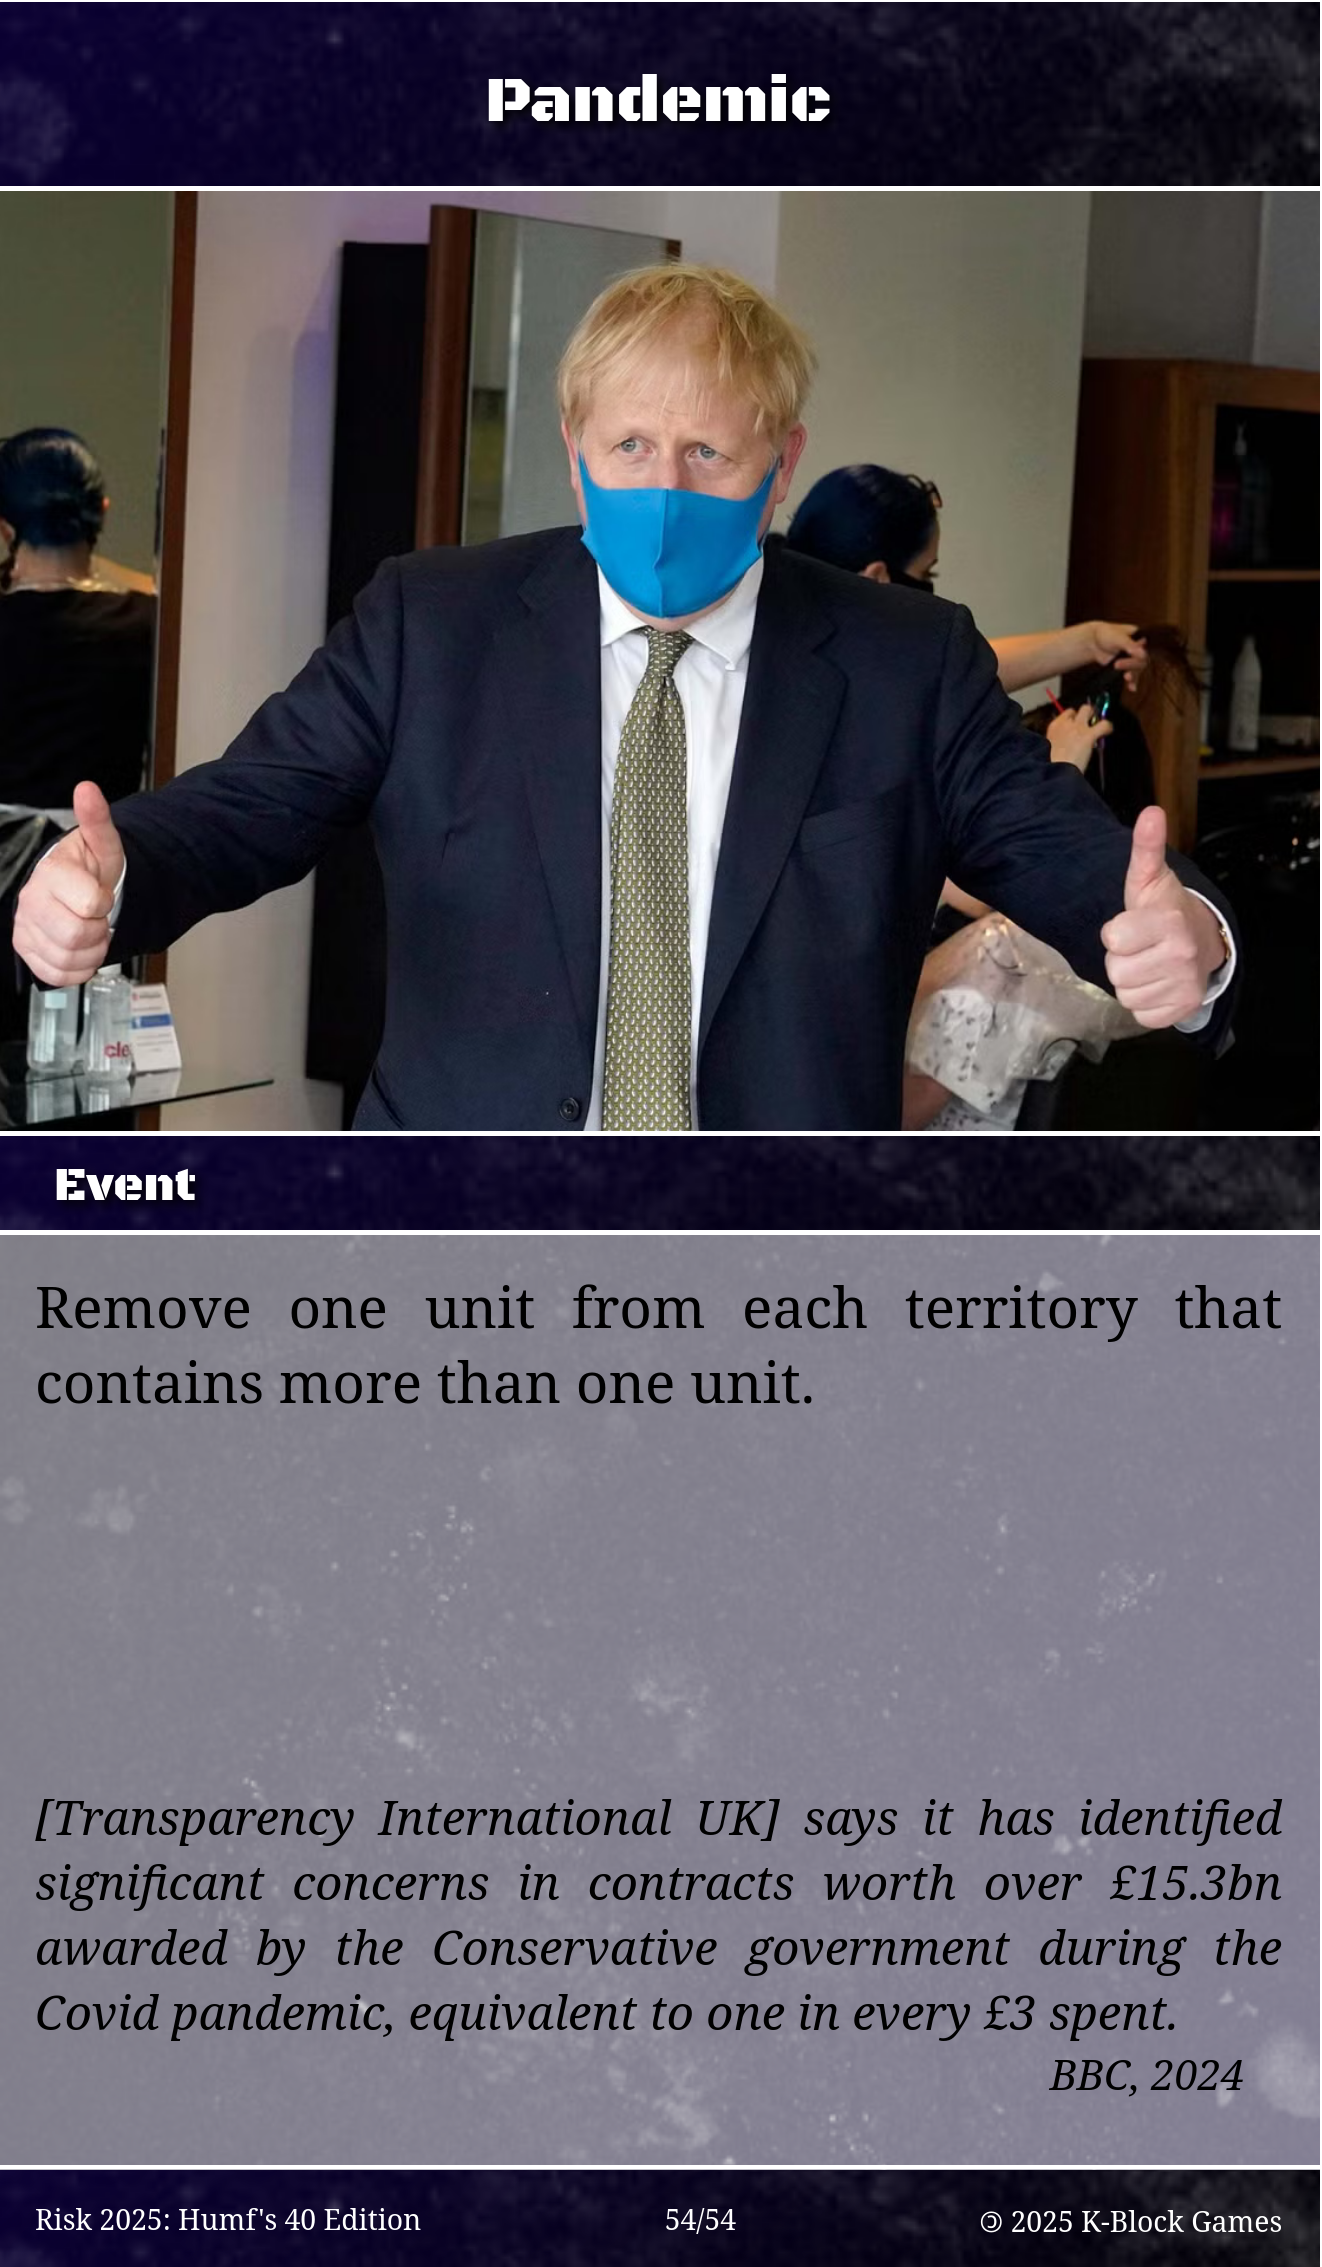 Pandemic
cle
Event
Remove one unit from each territory that
contains more than one unit.
[Transparency International UK] says it has identified
significant concerns in contracts worth over £15.3bn
awarded by the Conservative government during the
Covid pandemic, equivalent to one in every £3 spent.
BBC, 2024
Risk 2025: Humf's 40 Edition
54/54
🄯 2025 K-Block Games